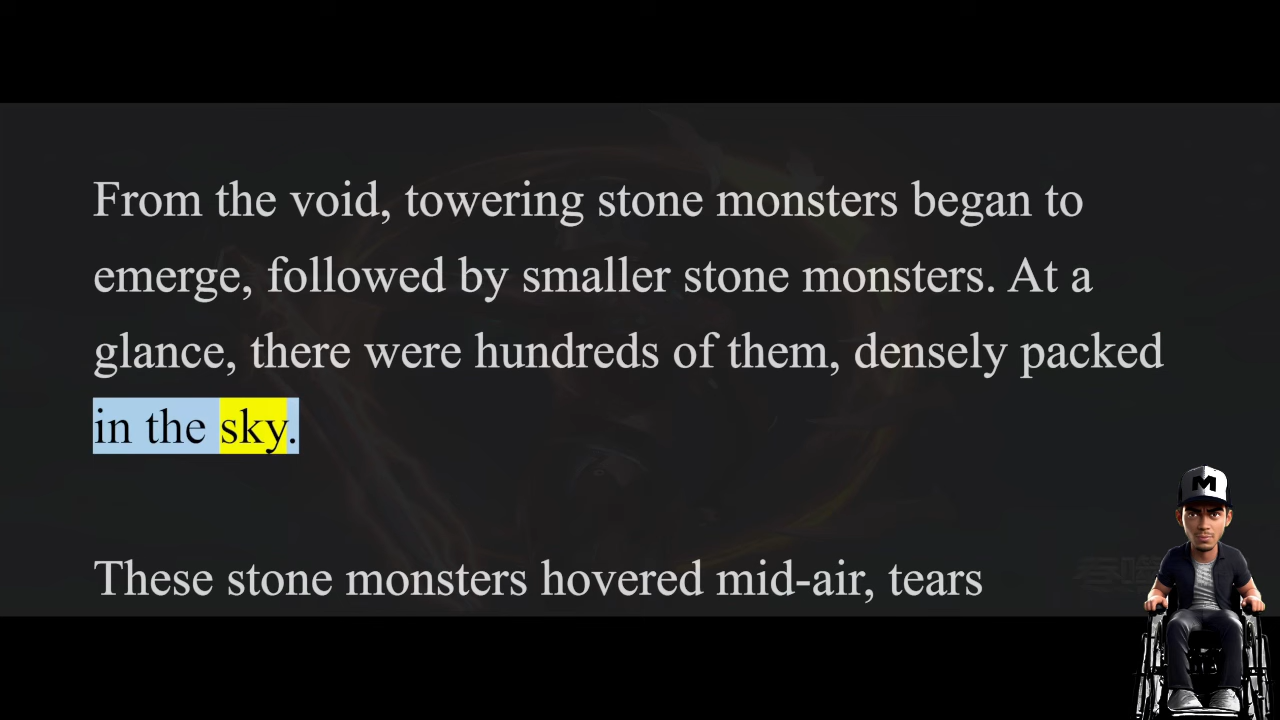 From the void, towering stone monsters began to
emerge, followed by smaller stone monsters. At a
glance, there were hundreds of them, densely packed
in the sky.
These stone monsters hovered mid-air, tears
M